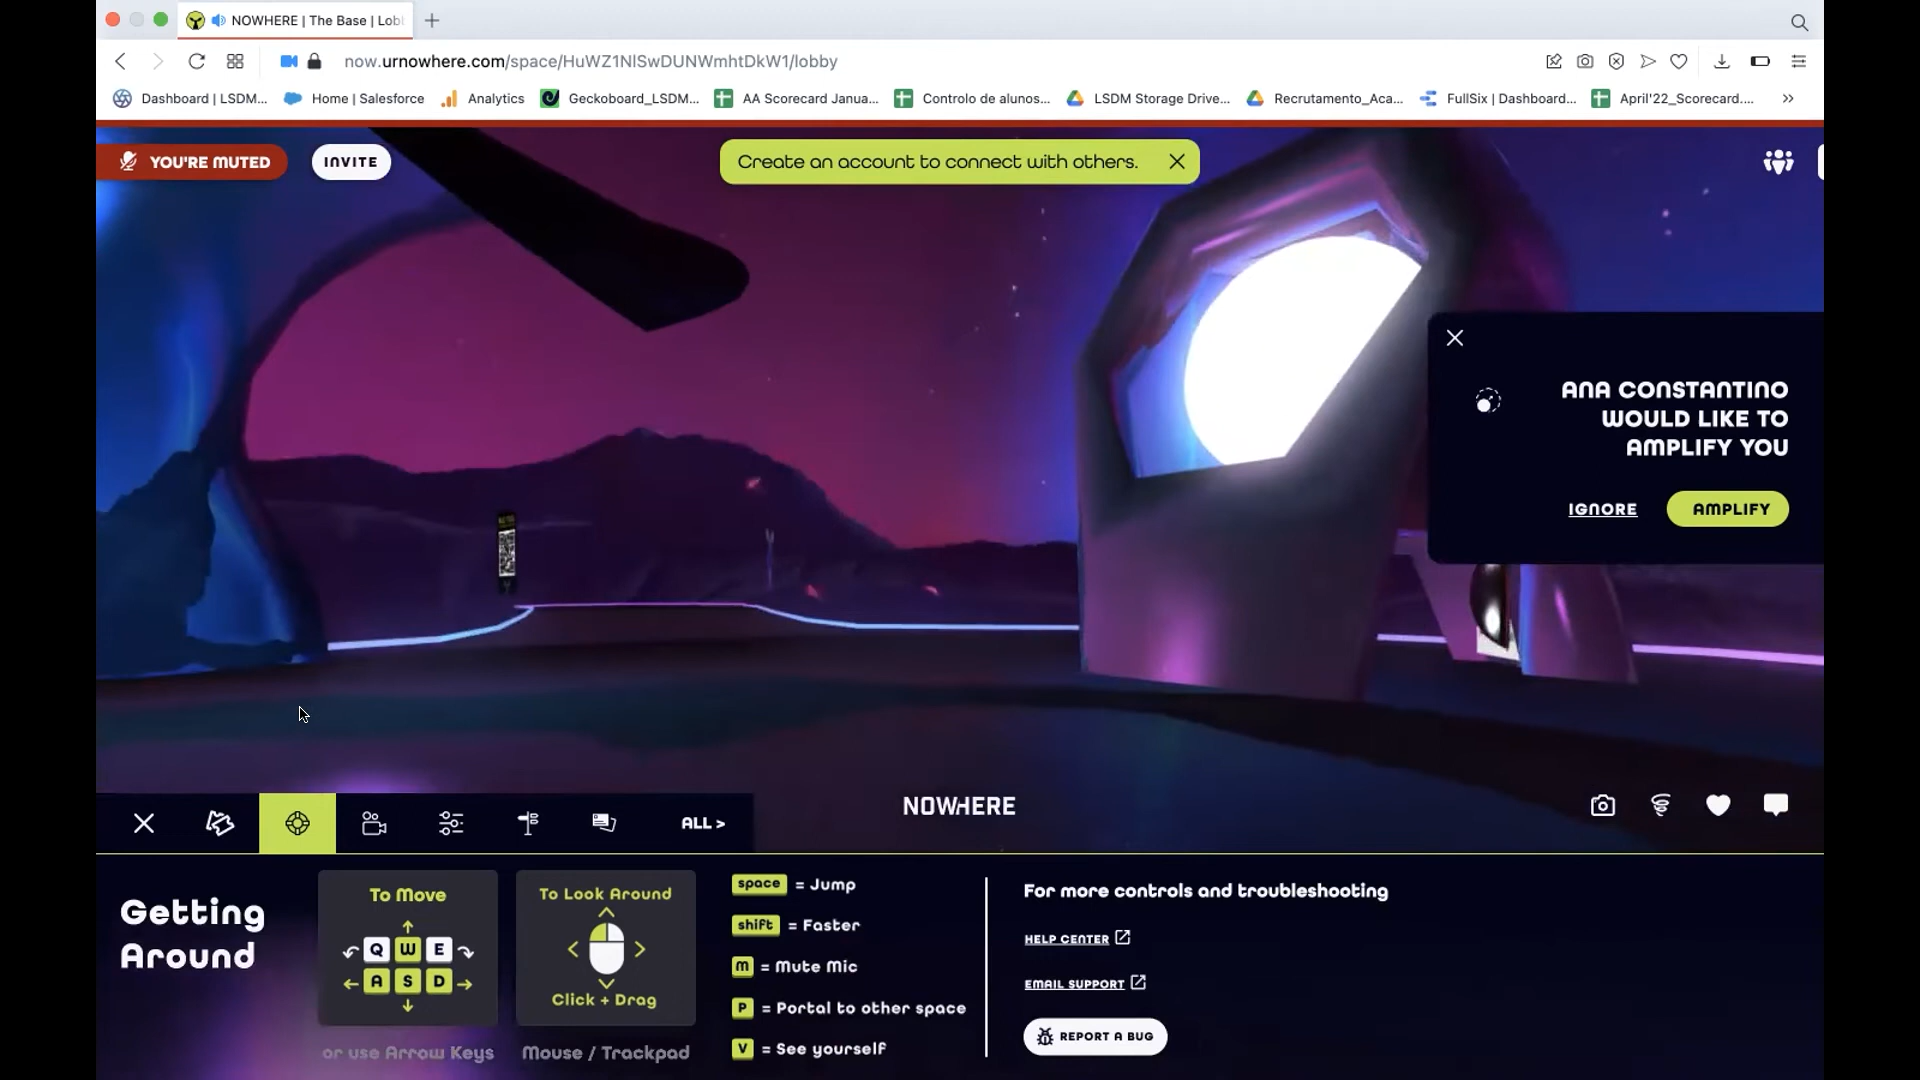 NOWHERE | The Base | Lob
now.urnowhere.com/space/HuWZ1NlSwDUNWmhtDkW1/lobby
Dashboard | LSDM... Home | Salesforce Analytics Geckoboard_LSDM... AA Scorecard Janua... Controlo de alunos... LSDM Storage Drive... Recrutamento_Aca... FullSix | Dashboard... April'22_Scorecard....
YOU'RE MUTED
INVITE
Create an account to connect with others.
ANA CONSTANTINO
WOULD LIKE TO
AMPLIFY YOU
IGNORE
AMPLIFY
NOWHERE
ALL >
Getting
Around
To Move
Q W E
A S D
or use Arrow Keys
To Look Around
Click + Drag
Mouse / Trackpad
space = Jump
shift = Faster
M = Mute Mic
P = Portal to other space
V = See yourself
For more controls and troubleshooting
HELP CENTER
EMAIL SUPPORT
REPORT A BUG